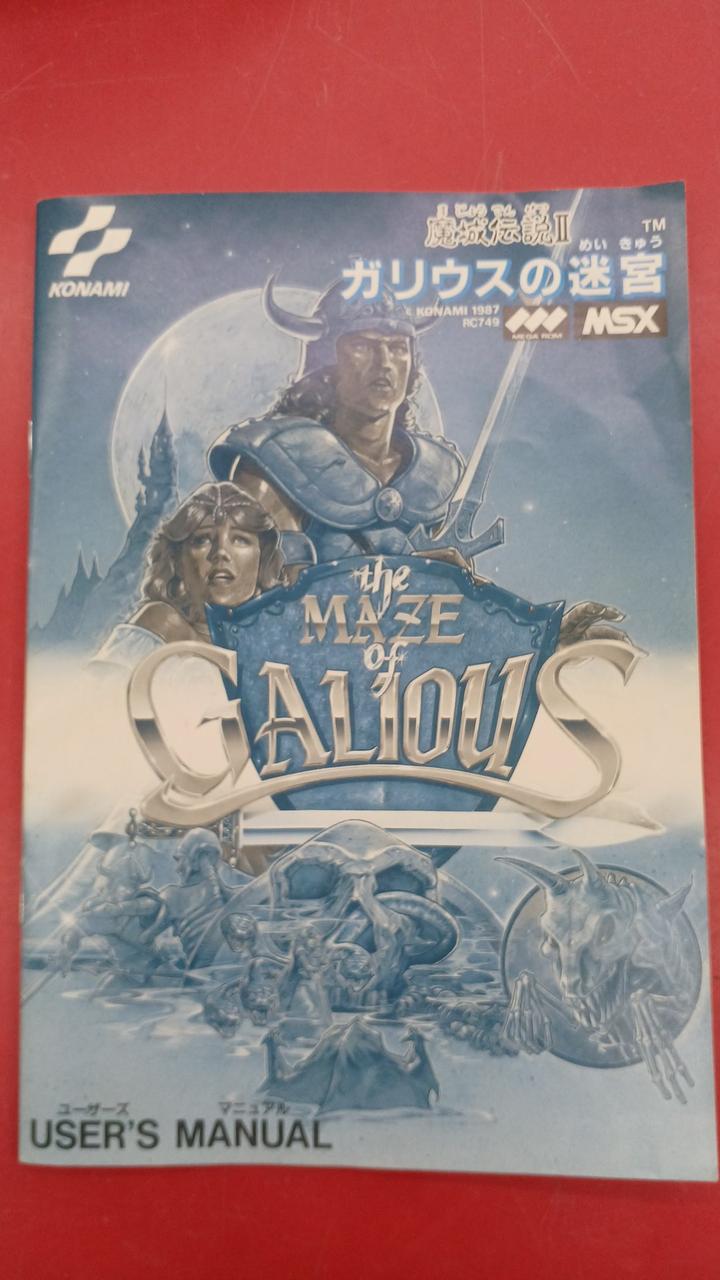 KONAMI
ま じょう でん せつ
魔城伝説II
TM
めい きゅう
ガリウスの迷宮
© KONAMI 1987
RC749
MEGA ROM
MSX
the
MAZE
of
GALIOUS
ユーザーズ マニュアル
USER'S MANUAL